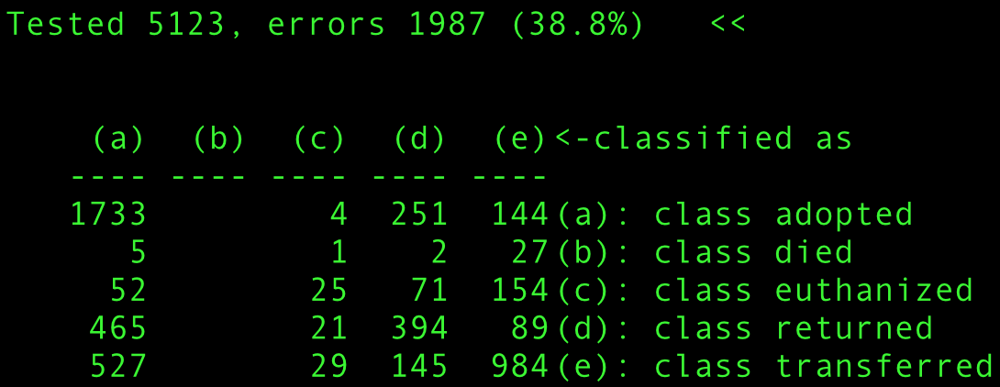 Tested 5123, errors 1987 (38.8%) <<
(a) (b) (c) (d) (e)<-classified as
---- ---- ---- ---- ----
1733 4 251 144(a): class adopted
5 1 2 27(b): class died
52 25 71 154(c): class euthanized
465 21 394 89(d): class returned
527 29 145 984(e): class transferred